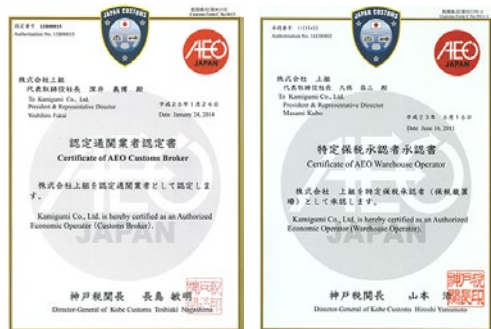 JAPAN CUSTOMS
AEO
JAPAN
株式会社上組
代表取締役社長 深井 義博 殿
To Kamigumi Co., Ltd.
President & Representative Director
Yoshihiro Fukai
平成26年1月24日
Date January 24, 2014
認定通関業者認定書
Certificate of AEO Customs Broker
株式会社上組を認定通関業者として認定しま
す。
Kamigumi Co., Ltd. is hereby certified as an Authorized
Economic Operator (Customs Broker).
AEO
JAPAN
神戸税関長 長島 敏明
Director-General of Kobe Customs Toshiaki Nagashima
JAPAN CUSTOMS
AEO
JAPAN
株式会社 上組
代表取締役社長 久保 昌三 殿
To Kamigumi Co., Ltd.
President & Representative Director
Masami Kubo
平成23年 6月16日
Date June 16, 2011
特定保税承認者承認書
Certificate of AEO Warehouse Operator
株式会社 上組を特定保税承認者(保税蔵置
場)として承認します。
Kamigumi Co., Ltd. is hereby certified as an Authorized
Economic Operator (Warehouse Operator).
AEO
JAPAN
神戸税関長 山本
Director-General of Kobe Customs Hiroshi Yamamoto